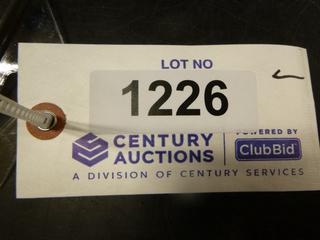 LOT NO
1226
CENTURY
AUCTIONS
POWERED BY
ClubBid
A DIVISION OF CENTURY SERVICES